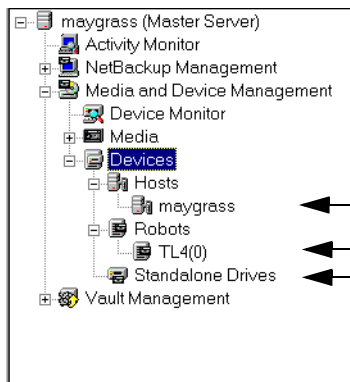 maygrass (Master Server)
Activity Monitor
NetBackup Management
Media and Device Management
Device Monitor
Media
Devices
Hosts
maygrass
Robots
TL4(0)
Standalone Drives
Vault Management